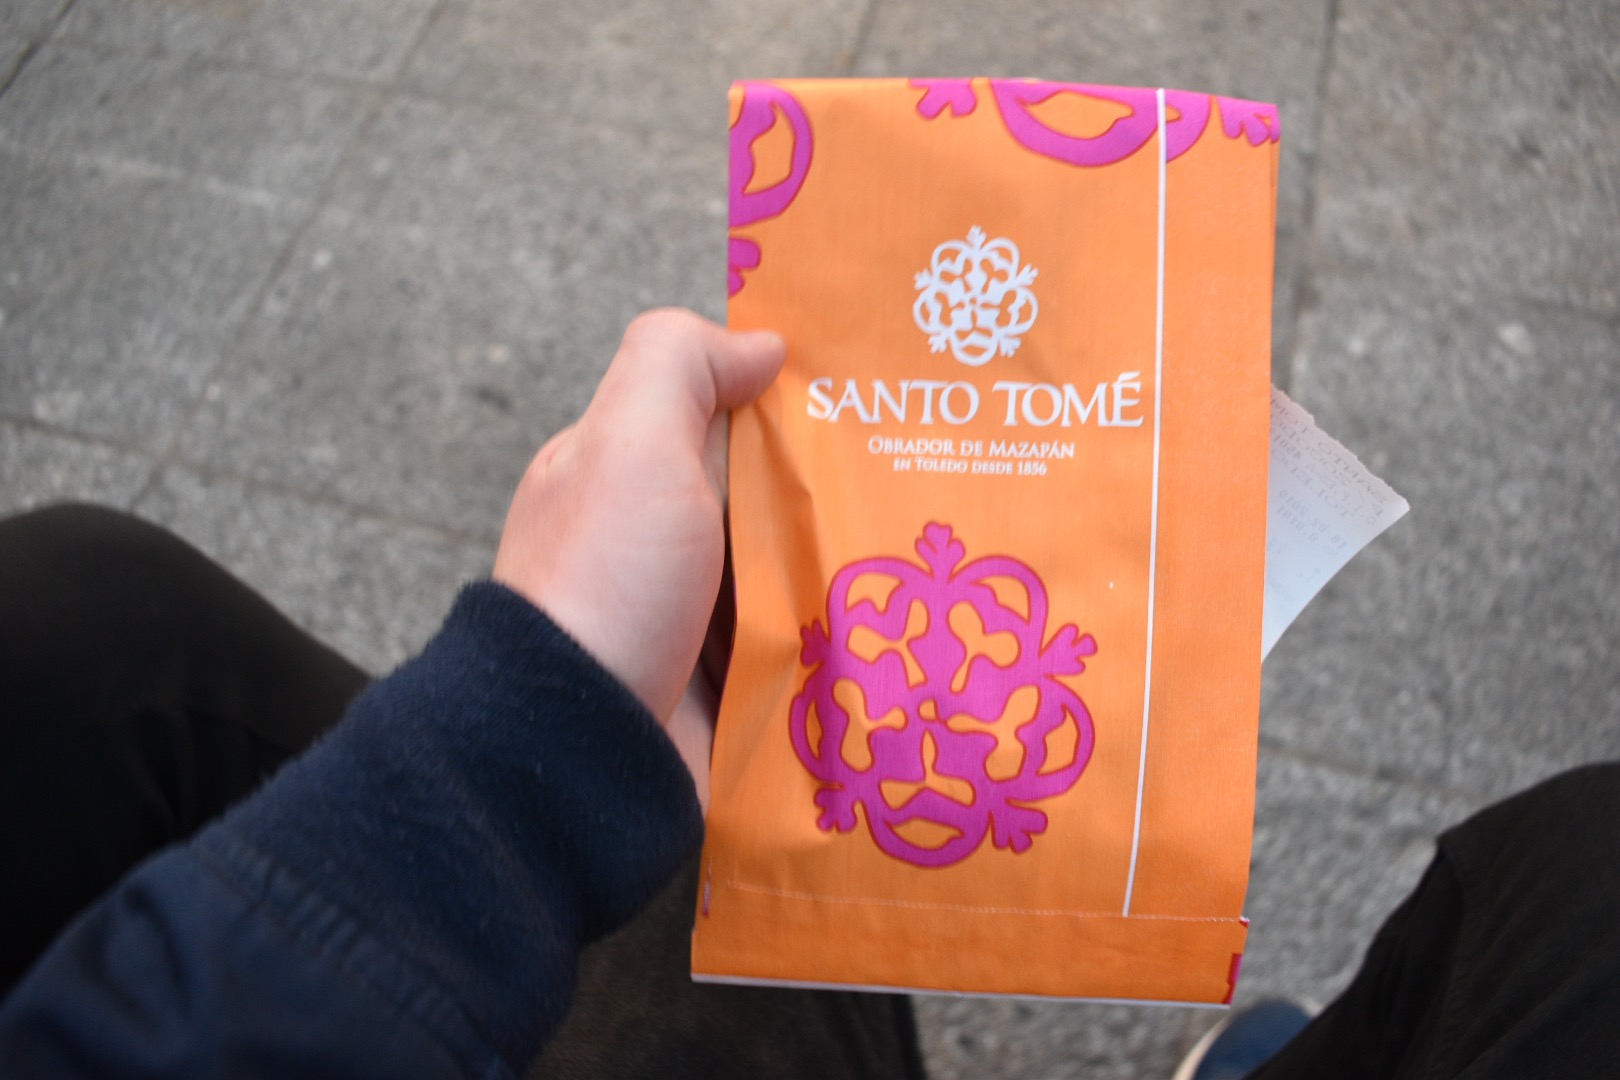 SANTO TOMÉ
OBRADOR DE MAZAPÁN
EN TOLEDO DESDE 1856